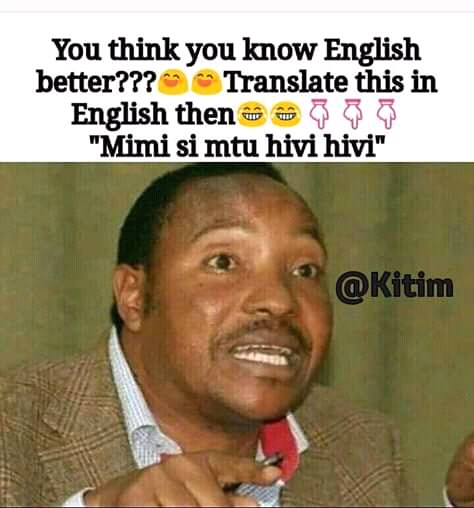 You think you know English
better???😄😄Translate this in
English then😁😁👇👇👇
"Mimi si mtu hivi hivi"
@Kitim